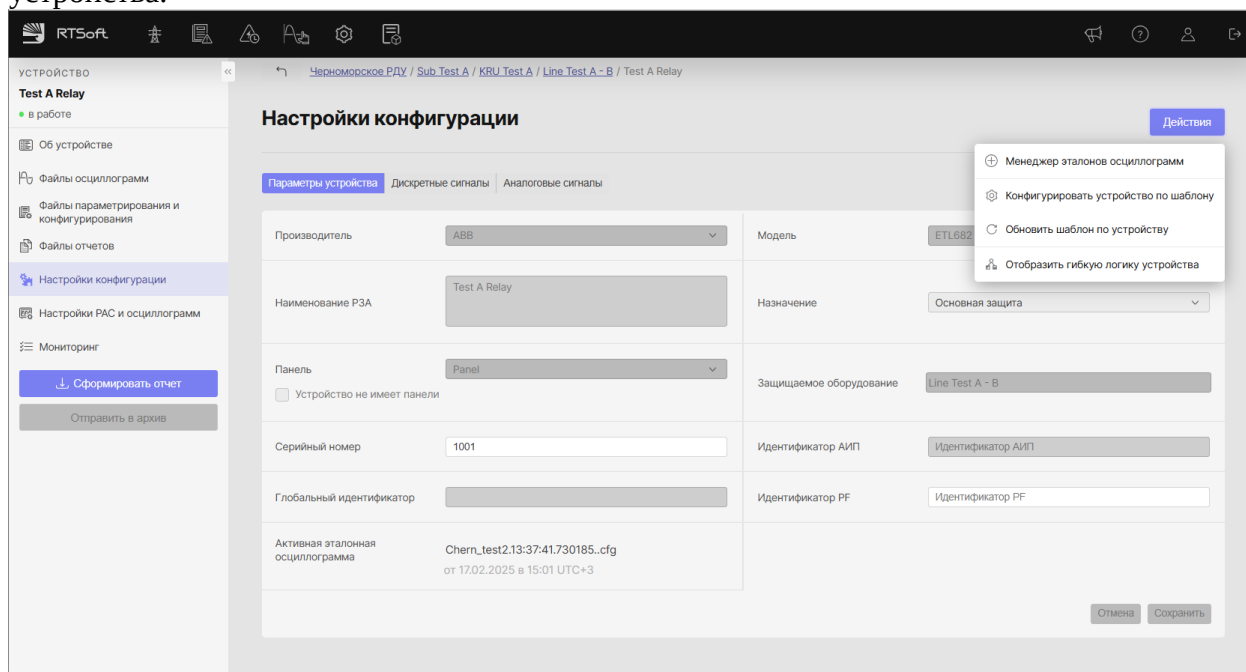 устройства.
RTSoft
УСТРОЙСТВО
Test A Relay
в работе
Об устройстве
Файлы осциллограмм
Файлы параметрирования и
конфигурирования
Файлы отчетов
Настройки конфигурации
Настройки РАС и осциллограмм
Мониторинг
Сформировать отчет
Отправить в архив
Черноморское РДУ / Sub Test A / KRU Test A / Line Test A - B / Test A Relay
Настройки конфигурации
Действия
Менеджер эталонов осциллограмм
Конфигурировать устройство по шаблону
Обновить шаблон по устройству
Отобразить гибкую логику устройства
Параметры устройства Дискретные сигналы Аналоговые сигналы
Производитель ABB Модель ETL682
Наименование РЗА Test A Relay Назначение Основная защита
Панель Panel
Устройство не имеет панели
Защищаемое оборудование Line Test A - B
Серийный номер 1001 Идентификатор АИП Идентификатор АИП
Глобальный идентификатор Идентификатор PF Идентификатор PF
Активная эталонная
осциллограмма
Chern_test2.13:37:41.730185..cfg
от 17.02.2025 в 15:01 UTC+3
Отмена Сохранить